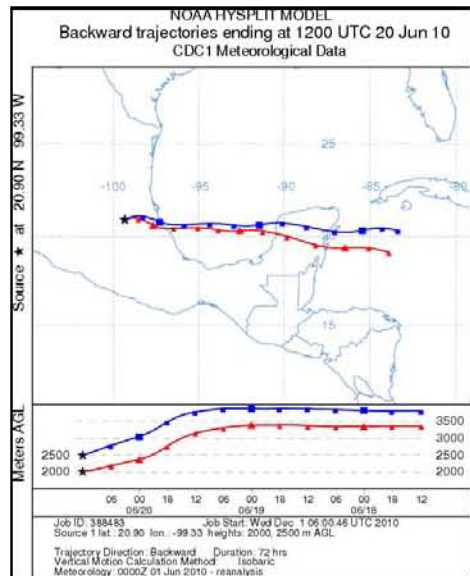 NOAA HYSPLIT MODEL
Backward trajectories ending at 1200 UTC 20 Jun 10
CDC1 Meteorological Data
Source ★ at 20.90 N 99.33 W
25
-100 -95 -90 -85
15
Meters AGL
2500
2000
3500
3000
2500
2000
06 00 18 12 06 00 18 12 06 00 18 12
06/20 06/19 06/18
Job ID: 388483 Job Start: Wed Dec 1 06:00:46 UTC 2010
Source 1 lat.: 20.90 lon.: -99.33 heights: 2000, 2500 m AGL
Trajectory Direction: Backward Duration: 72 hrs
Vertical Motion Calculation Method: Isobaric
Meteorology: 0000Z 01 Jun 2010 - reanalysis